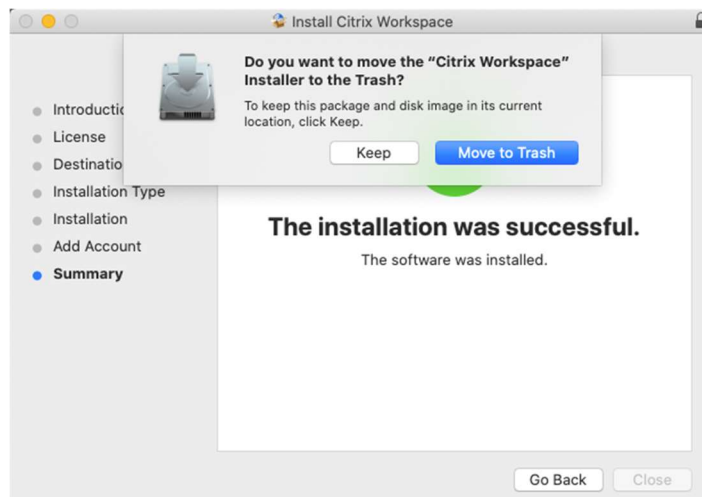 Install Citrix Workspace
Do you want to move the “Citrix Workspace”
Installer to the Trash?
To keep this package and disk image in its current
location, click Keep.
Keep
Move to Trash
Introductio
License
Destinatio
Installation Type
Installation
Add Account
Summary
The installation was successful.
The software was installed.
Go Back
Close